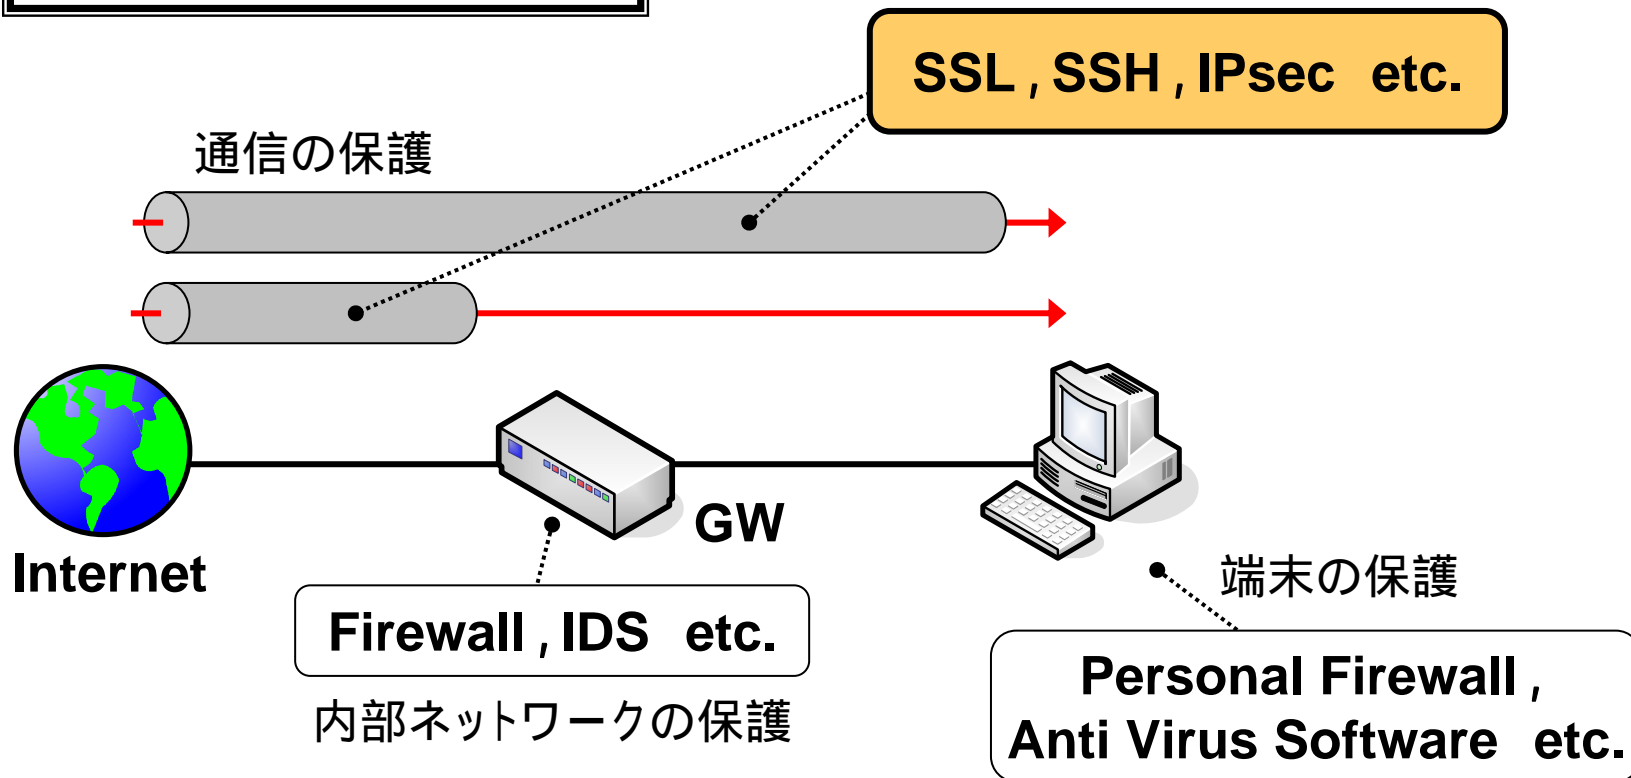 SSL , SSH , IPsec etc.
通信の保護
GW
Internet
端末の保護
Firewall , IDS etc.
内部ネットワークの保護
Personal Firewall ,
Anti Virus Software etc.